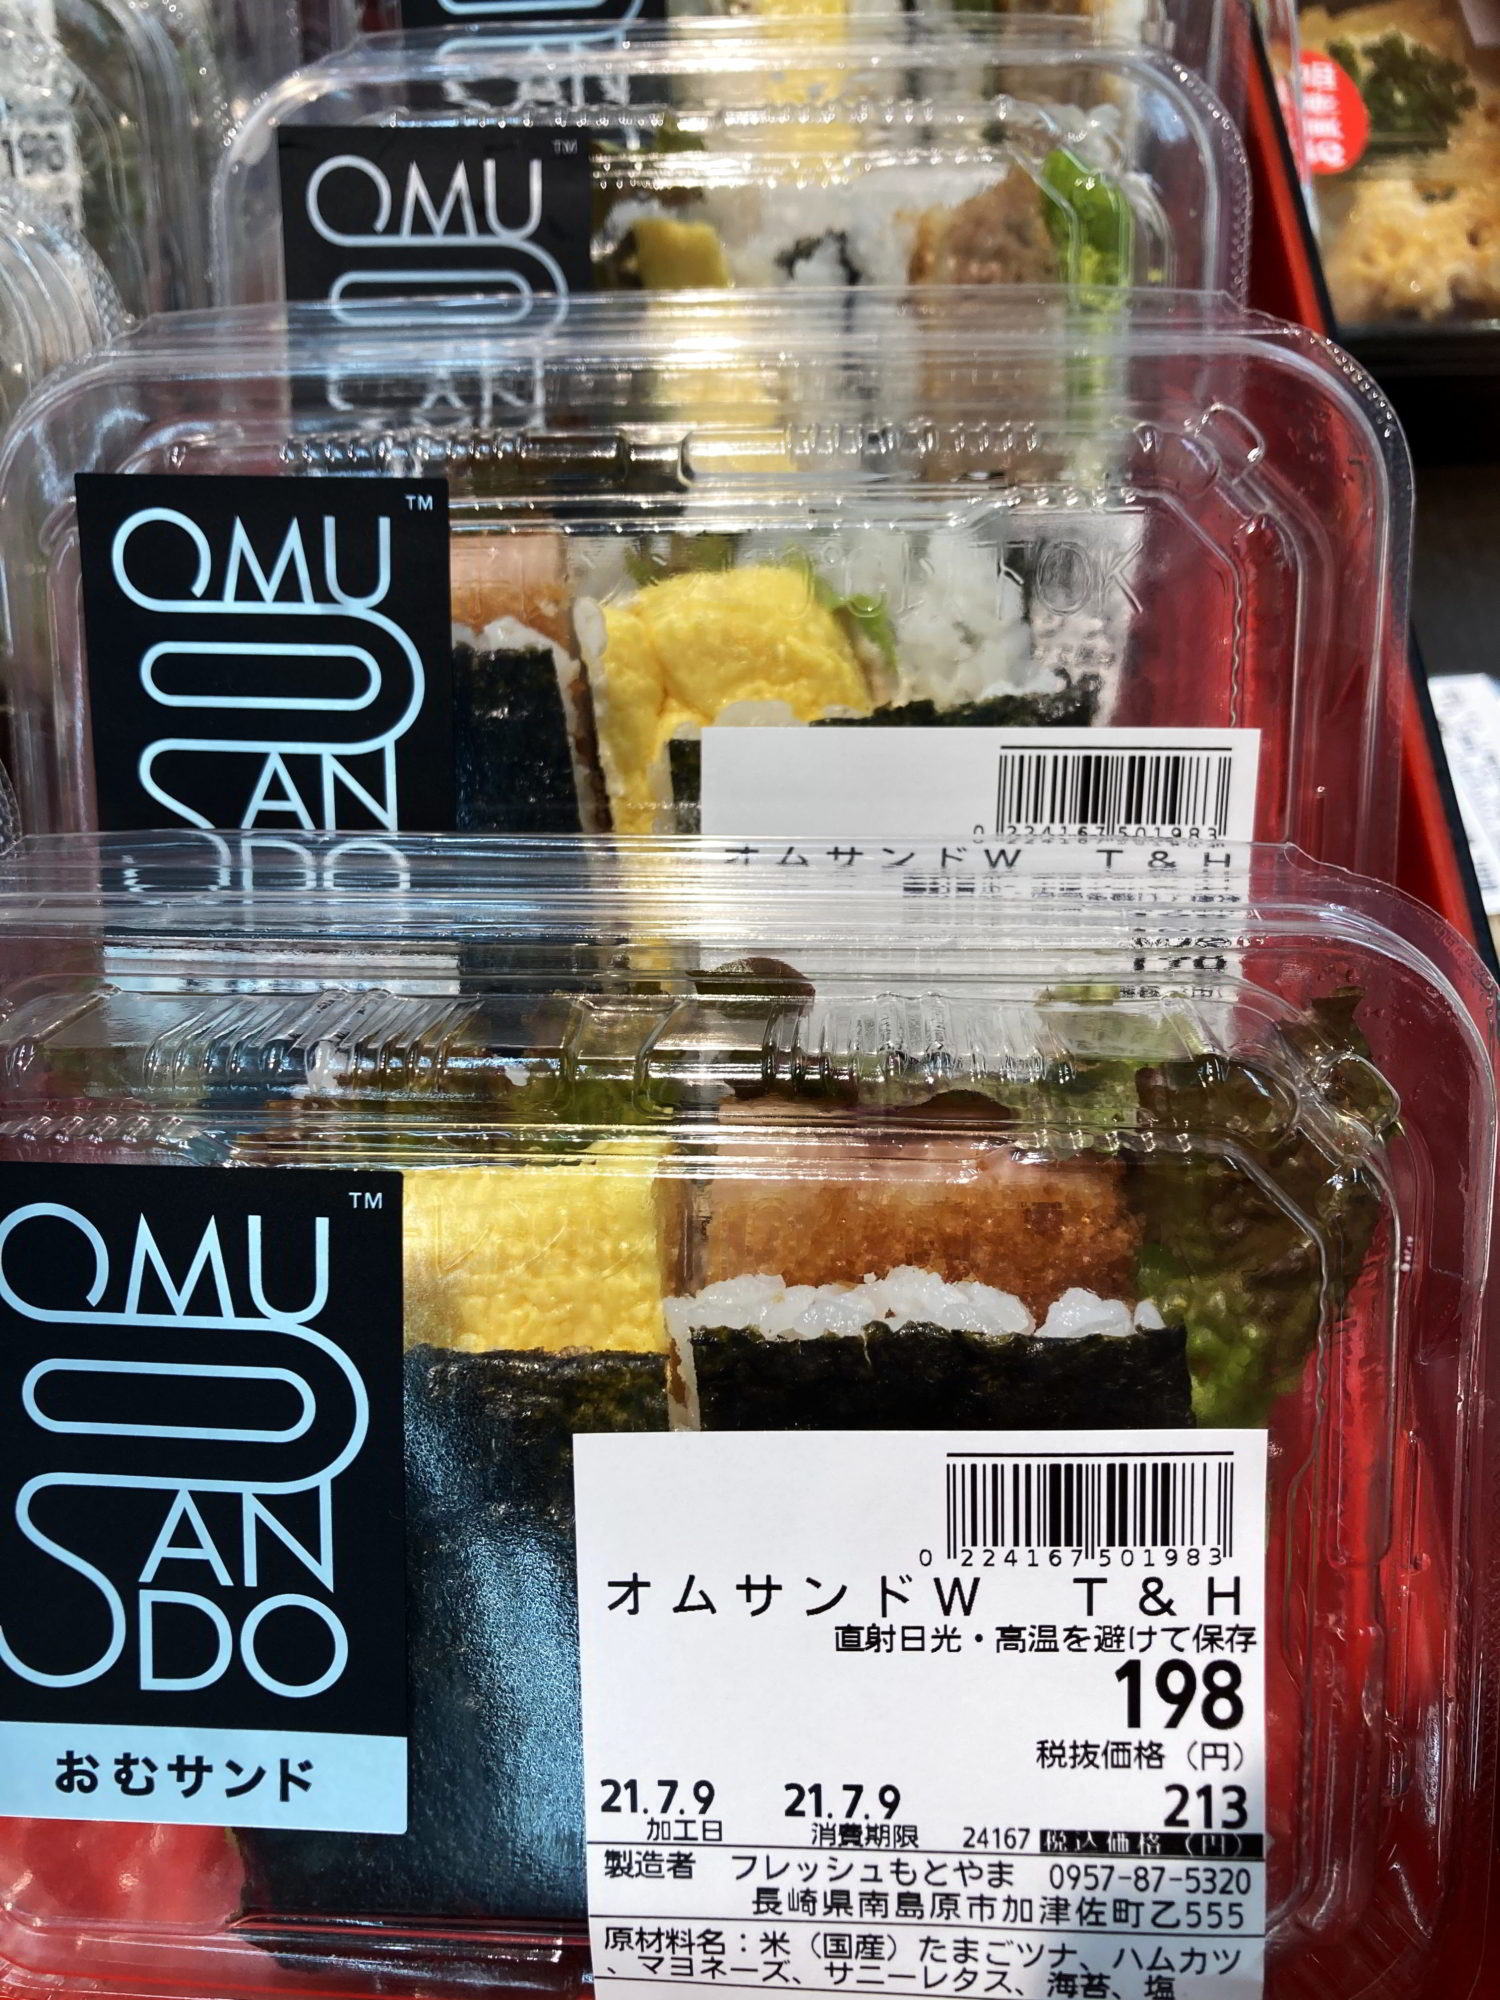 OMU
SAN
OMU
™
SAN
OMU
™
SAN
DO
0 224167 501983
オムサンドW T & H
OMU
™
SAN
DO
おむサンド
0 224167 501983
オムサンドW T & H
直射日光・高温を避けて保存
198
税抜価格（円）
21.7.9 21.7.9 213
加工日 消費期限 24167 税込価格（円）
製造者 フレッシュもとやま 0957-87-5320
長崎県南島原市加津佐町乙555
原材料名：米（国産）たまごツナ、ハムカツ
、マヨネーズ、サニーレタス、海苔、塩